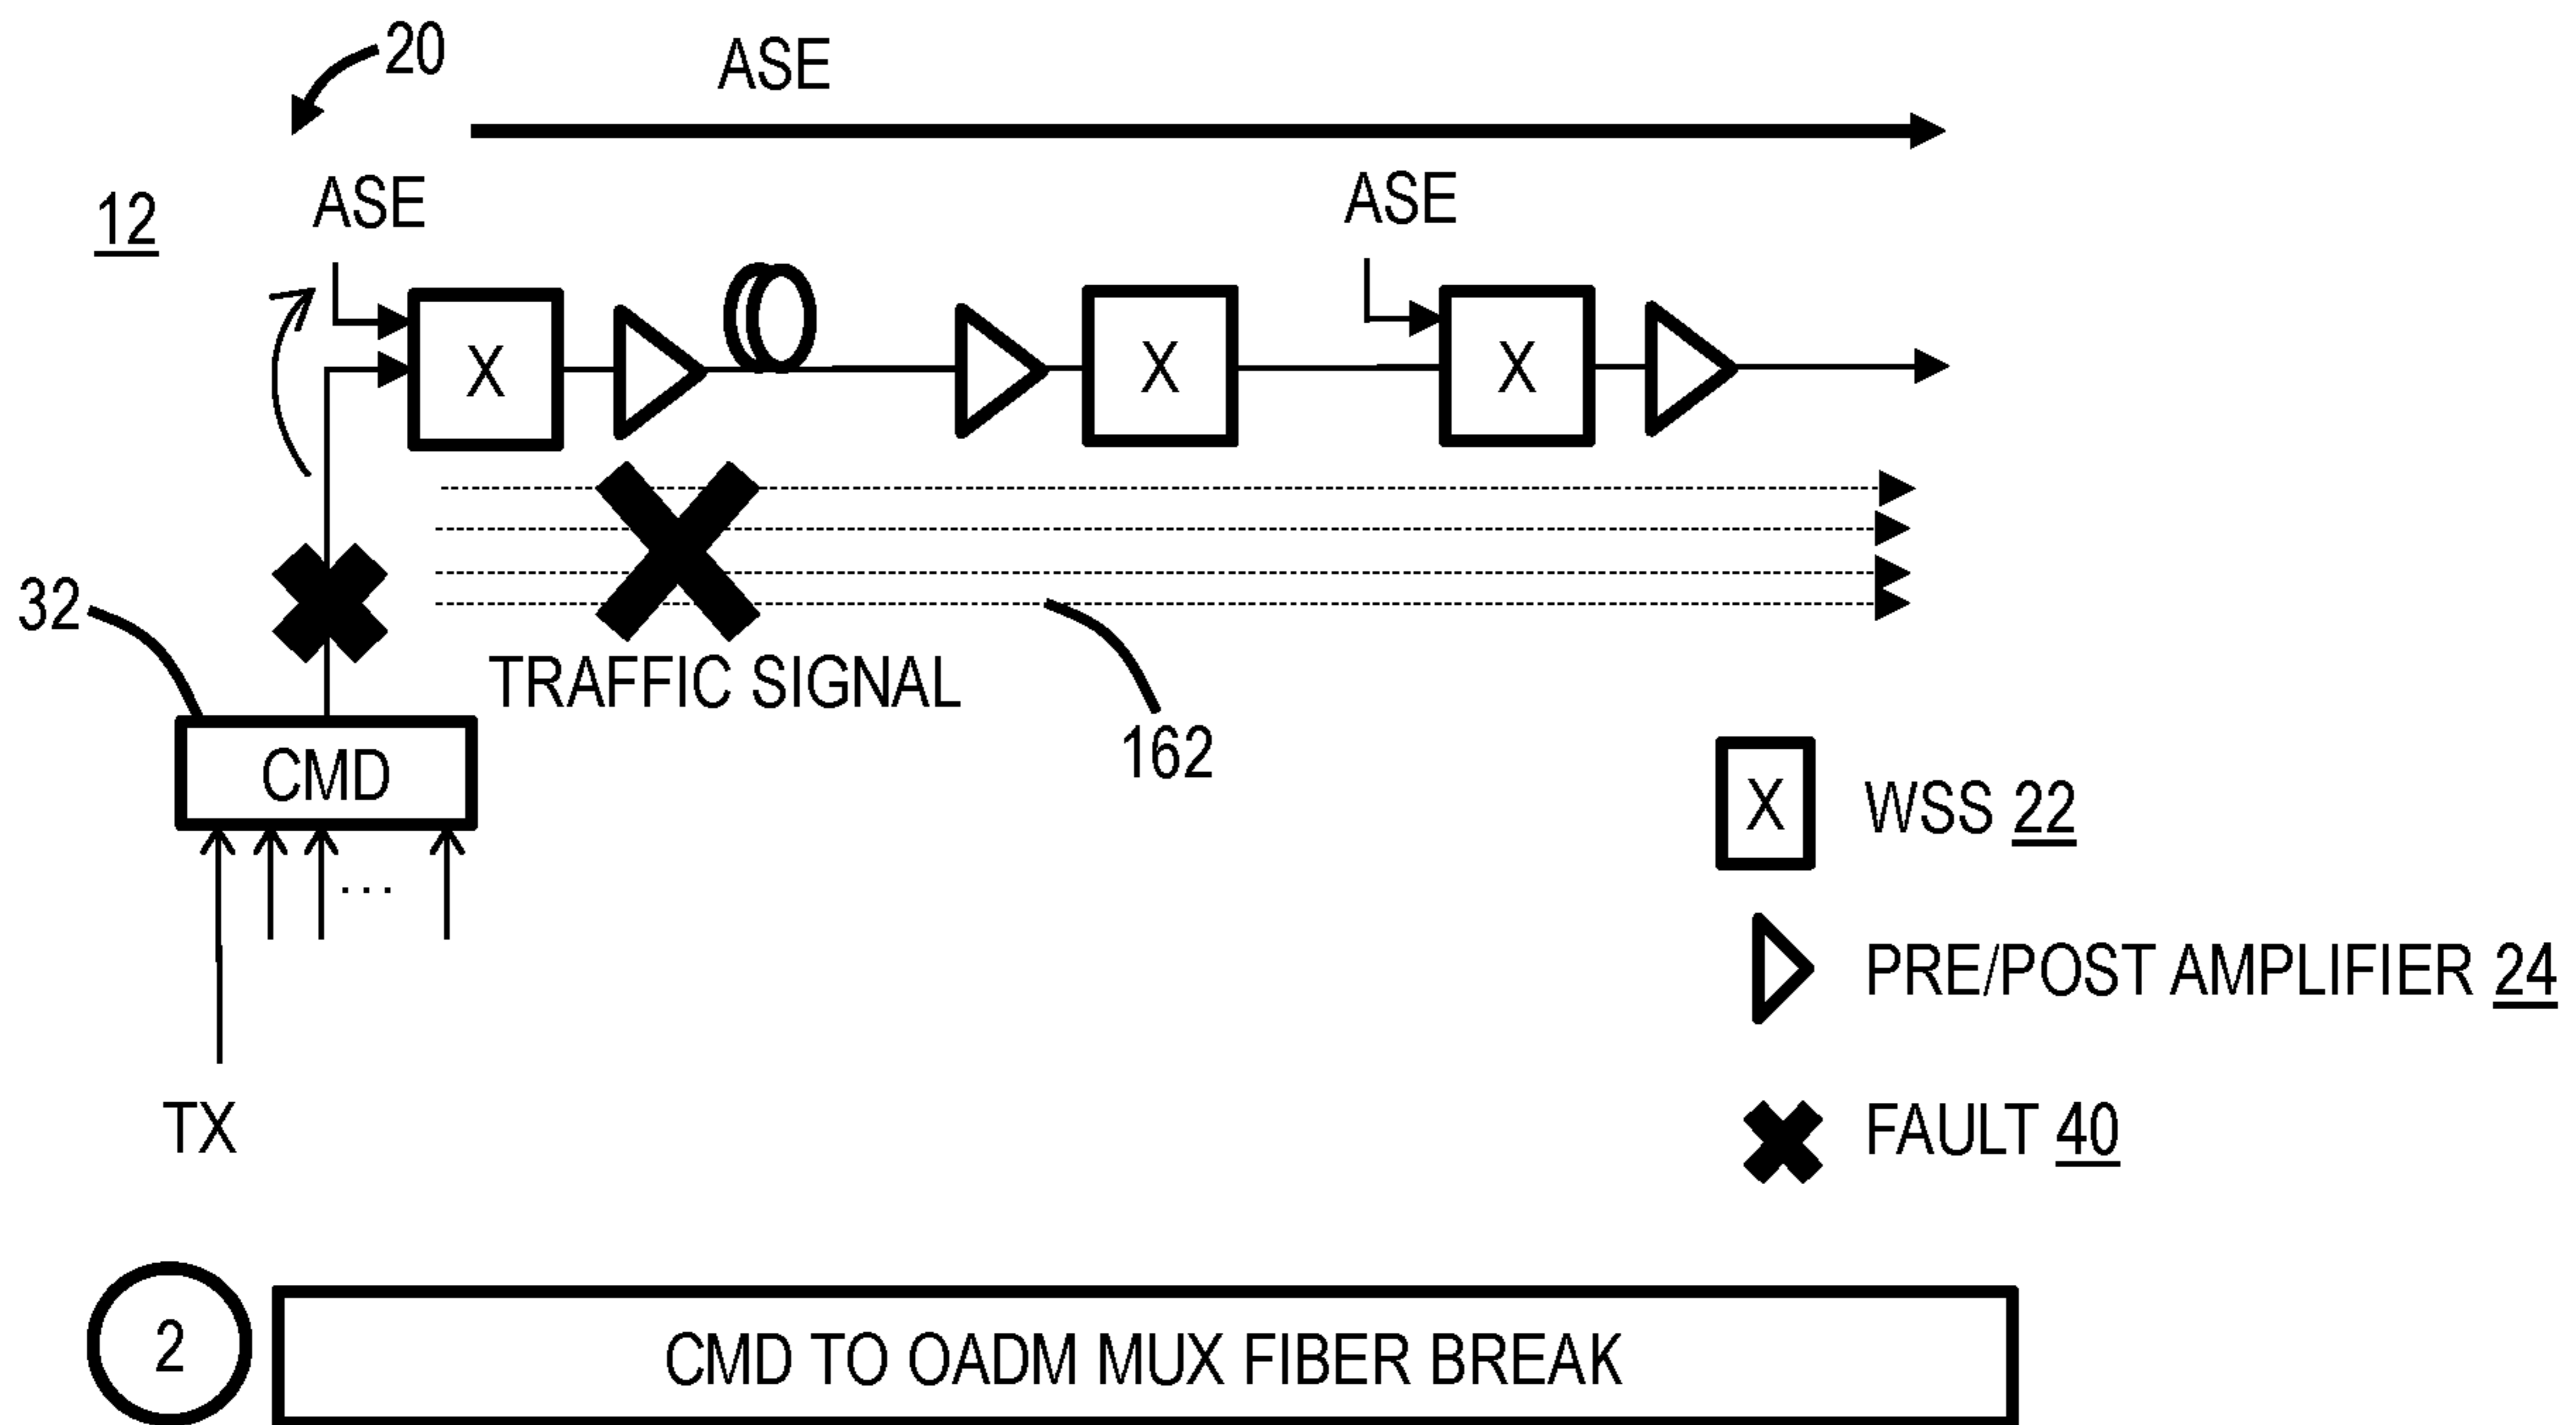 20
ASE
12
ASE
ASE
X
X
X
32
TRAFFIC SIGNAL
162
CMD
...
TX
X WSS 22
PRE/POST AMPLIFIER 24
FAULT 40
2 CMD TO OADM MUX FIBER BREAK